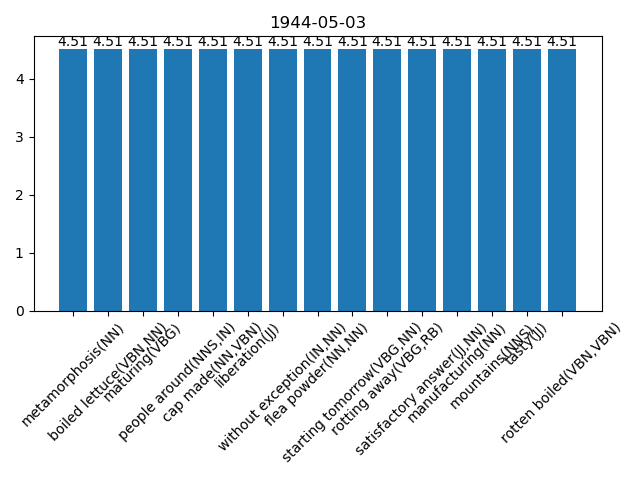 1944-05-03
4.51 4.51 4.51 4.51 4.51 4.51 4.51 4.51 4.51 4.51 4.51 4.51 4.51 4.51 4.51
4
3
2
1
0
metamorphosis(NN)
boiled lettuce(VBN,NN)
maturing(VBG)
people around(NNS,IN)
cap made(NN,VBN)
liberation(JJ)
without exception(IN,NN)
flea powder(NN,NN)
starting tomorrow(VBG,NN)
rotting away(VBG,RB)
satisfactory answer(JJ,NN)
manufacturing(NN)
mountains(NNS)
tasty(JJ)
rotten boiled(VBN,VBN)